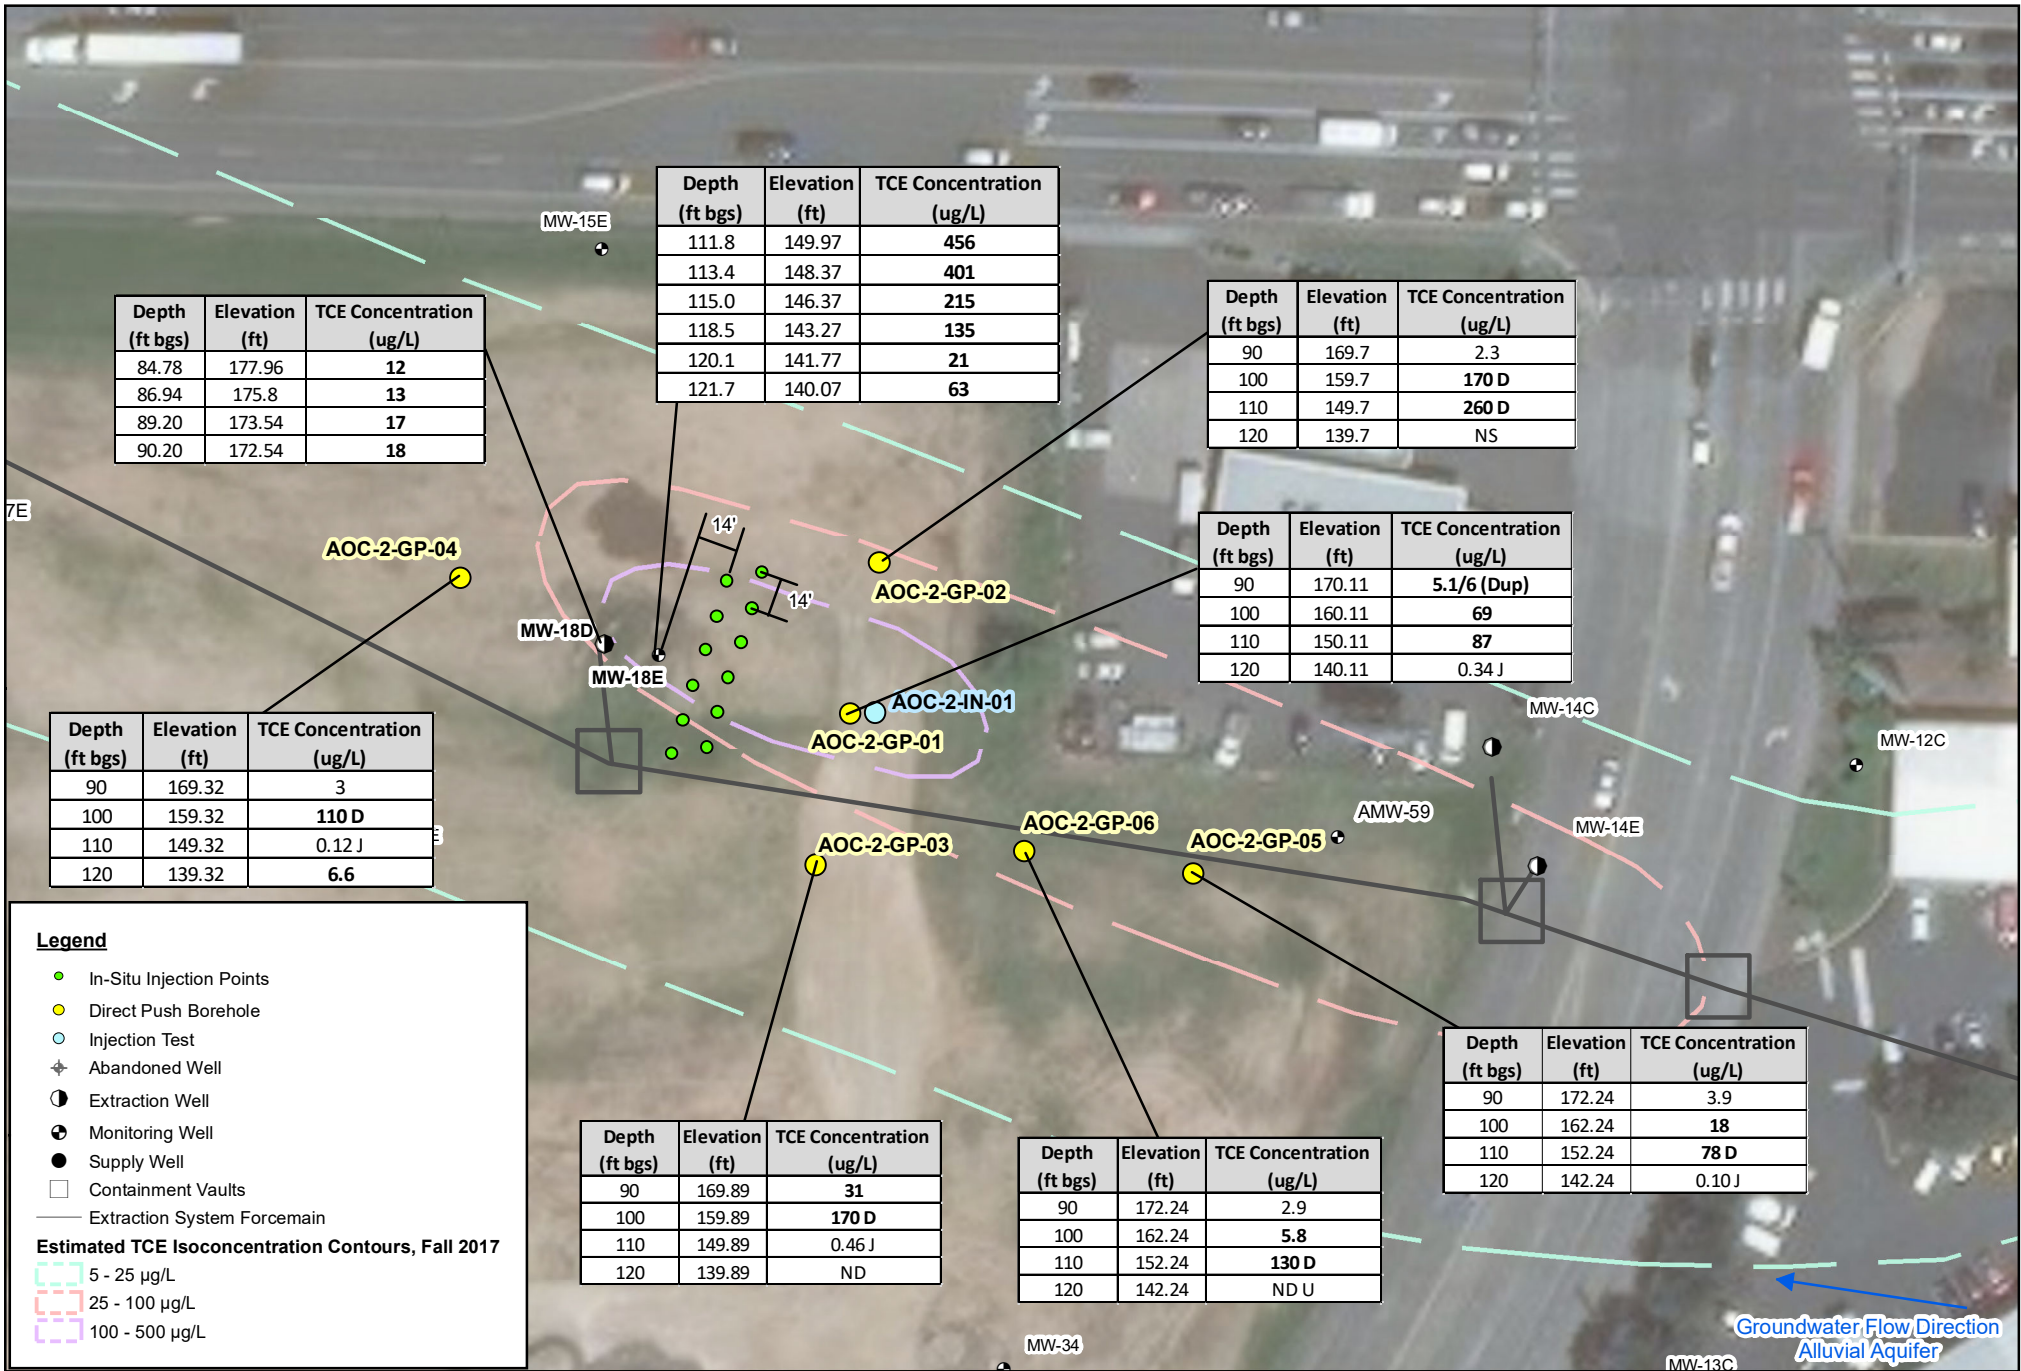 MW-15E
Depth Elevation TCE Concentration
(ft bgs) (ft) (ug/L)
111.8 149.97 456
113.4 148.37 401
115.0 146.37 215
118.5 143.27 135
120.1 141.77 21
121.7 140.07 63
Depth Elevation TCE Concentration
(ft bgs) (ft) (ug/L)
84.78 177.96 12
86.94 175.8 13
89.20 173.54 17
90.20 172.54 18
Depth Elevation TCE Concentration
(ft bgs) (ft) (ug/L)
90 169.7 2.3
100 159.7 170 D
110 149.7 260 D
120 139.7 NS
7E
AOC-2-GP-04
14'
14'
AOC-2-GP-02
MW-18D
MW-18E
Depth Elevation TCE Concentration
(ft bgs) (ft) (ug/L)
90 170.11 5.1/6 (Dup)
100 160.11 69
110 150.11 87
120 140.11 0.34 J
AOC-2-IN-01
AOC-2-GP-01
MW-14C
MW-12C
Depth Elevation TCE Concentration
(ft bgs) (ft) (ug/L)
90 169.32 3
100 159.32 110 D
110 149.32 0.12 J
120 139.32 6.6
E
AOC-2-GP-03
AOC-2-GP-06
AOC-2-GP-05
AMW-59
MW-14E
Legend
In-Situ Injection Points
Direct Push Borehole
Injection Test
Abandoned Well
Extraction Well
Monitoring Well
Supply Well
Containment Vaults
Extraction System Forcemain
Estimated TCE Isoconcentration Contours, Fall 2017
5 - 25 µg/L
25 - 100 µg/L
100 - 500 µg/L
Depth Elevation TCE Concentration
(ft bgs) (ft) (ug/L)
90 169.89 31
100 159.89 170 D
110 149.89 0.46 J
120 139.89 ND
Depth Elevation TCE Concentration
(ft bgs) (ft) (ug/L)
90 172.24 2.9
100 162.24 5.8
110 152.24 130 D
120 142.24 ND U
Depth Elevation TCE Concentration
(ft bgs) (ft) (ug/L)
90 172.24 3.9
100 162.24 18
110 152.24 78 D
120 142.24 0.10 J
Groundwater Flow Direction
Alluvial Aquifer
MW-34
MW-13C